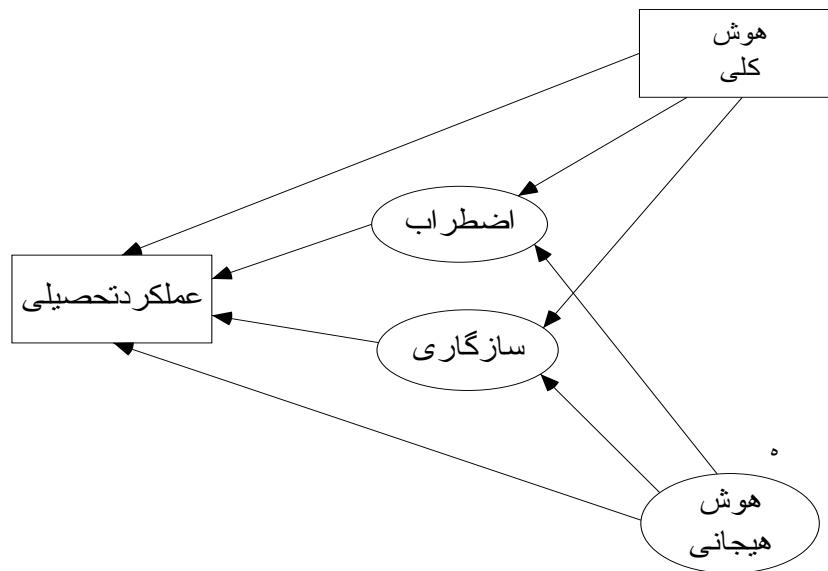 هوش
کلی
اضطراب
عملکردتحصیلی
سازگاری
ه
هوش
هیجانی